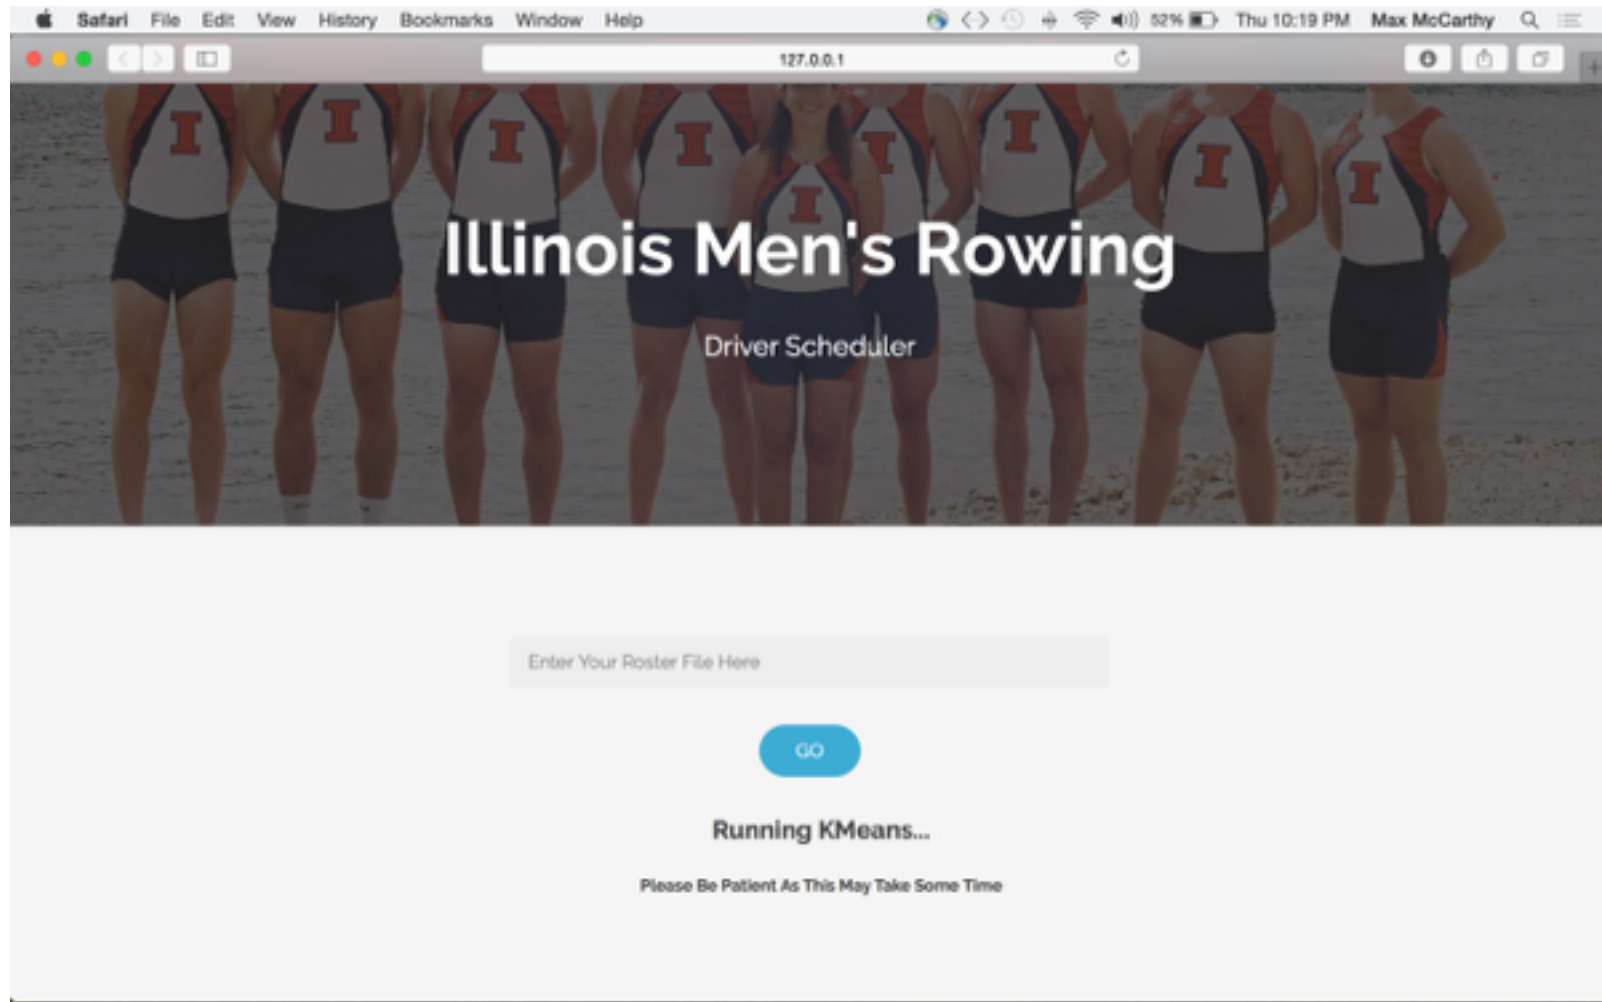 Safari File Edit View History Bookmarks Window Help 52% Thu 10:19 PM Max McCarthy
127.0.0.1
I I I I I I I I I
Illinois Men's Rowing
Driver Scheduler
Enter Your Roster File Here
GO
Running KMeans...
Please Be Patient As This May Take Some Time